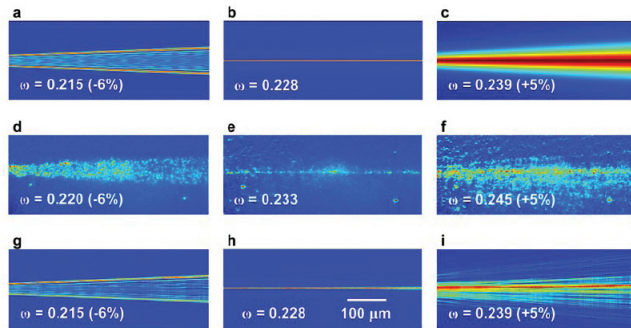 a
b
c
ω = 0.215 (-6%)
ω = 0.228
ω = 0.239 (+5%)
d
e
f
ω = 0.220 (-6%)
ω = 0.233
ω = 0.245 (+5%)
g
h
i
ω = 0.215 (-6%)
ω = 0.228
100 μm
ω = 0.239 (+5%)